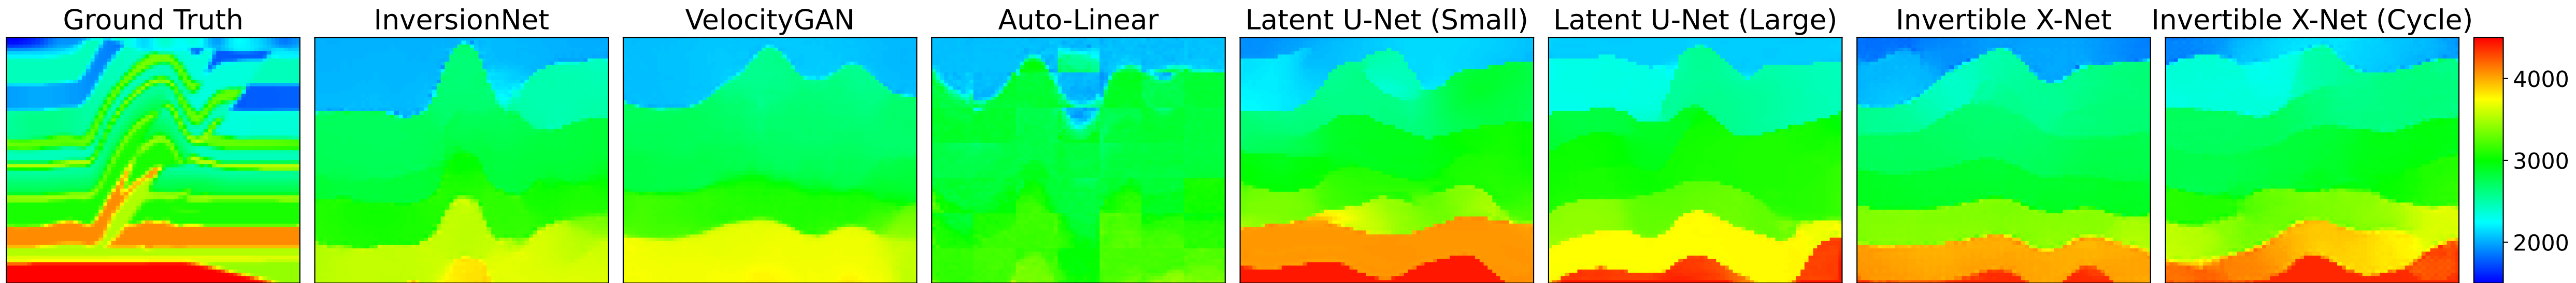 Ground Truth
InversionNet
VelocityGAN
Auto-Linear
Latent U-Net (Small)
Latent U-Net (Large)
Invertible X-Net
Invertible X-Net (Cycle)
4000
3000
2000